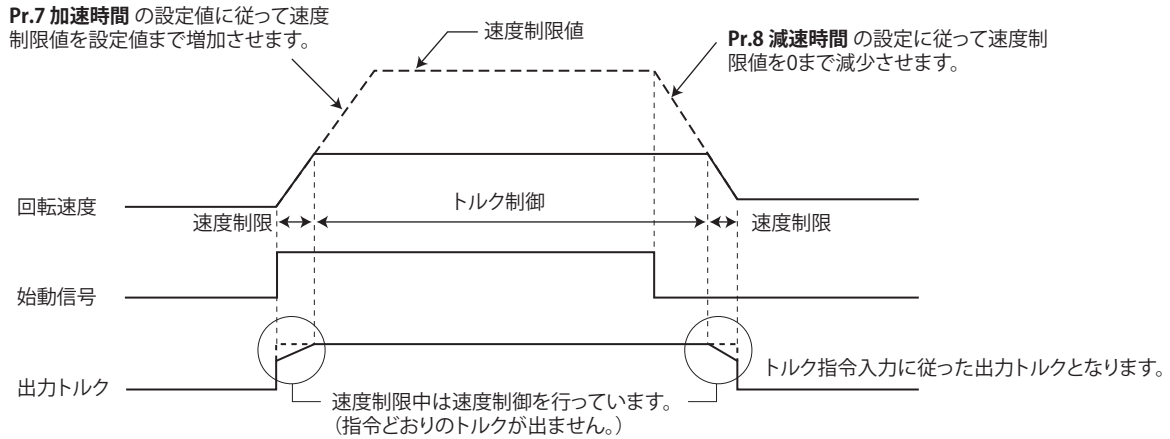 Pr.7 加速時間 の設定値に従って速度
制限値を設定値まで増加させます。
速度制限値
Pr.8 減速時間 の設定に従って速度制
限値を0まで減少させます。
回転速度
速度制限
トルク制御
速度制限
始動信号
出力トルク
トルク指令入力に従った出力トルクとなります。
速度制限中は速度制御を行っています。
（指令どおりのトルクが出ません。）